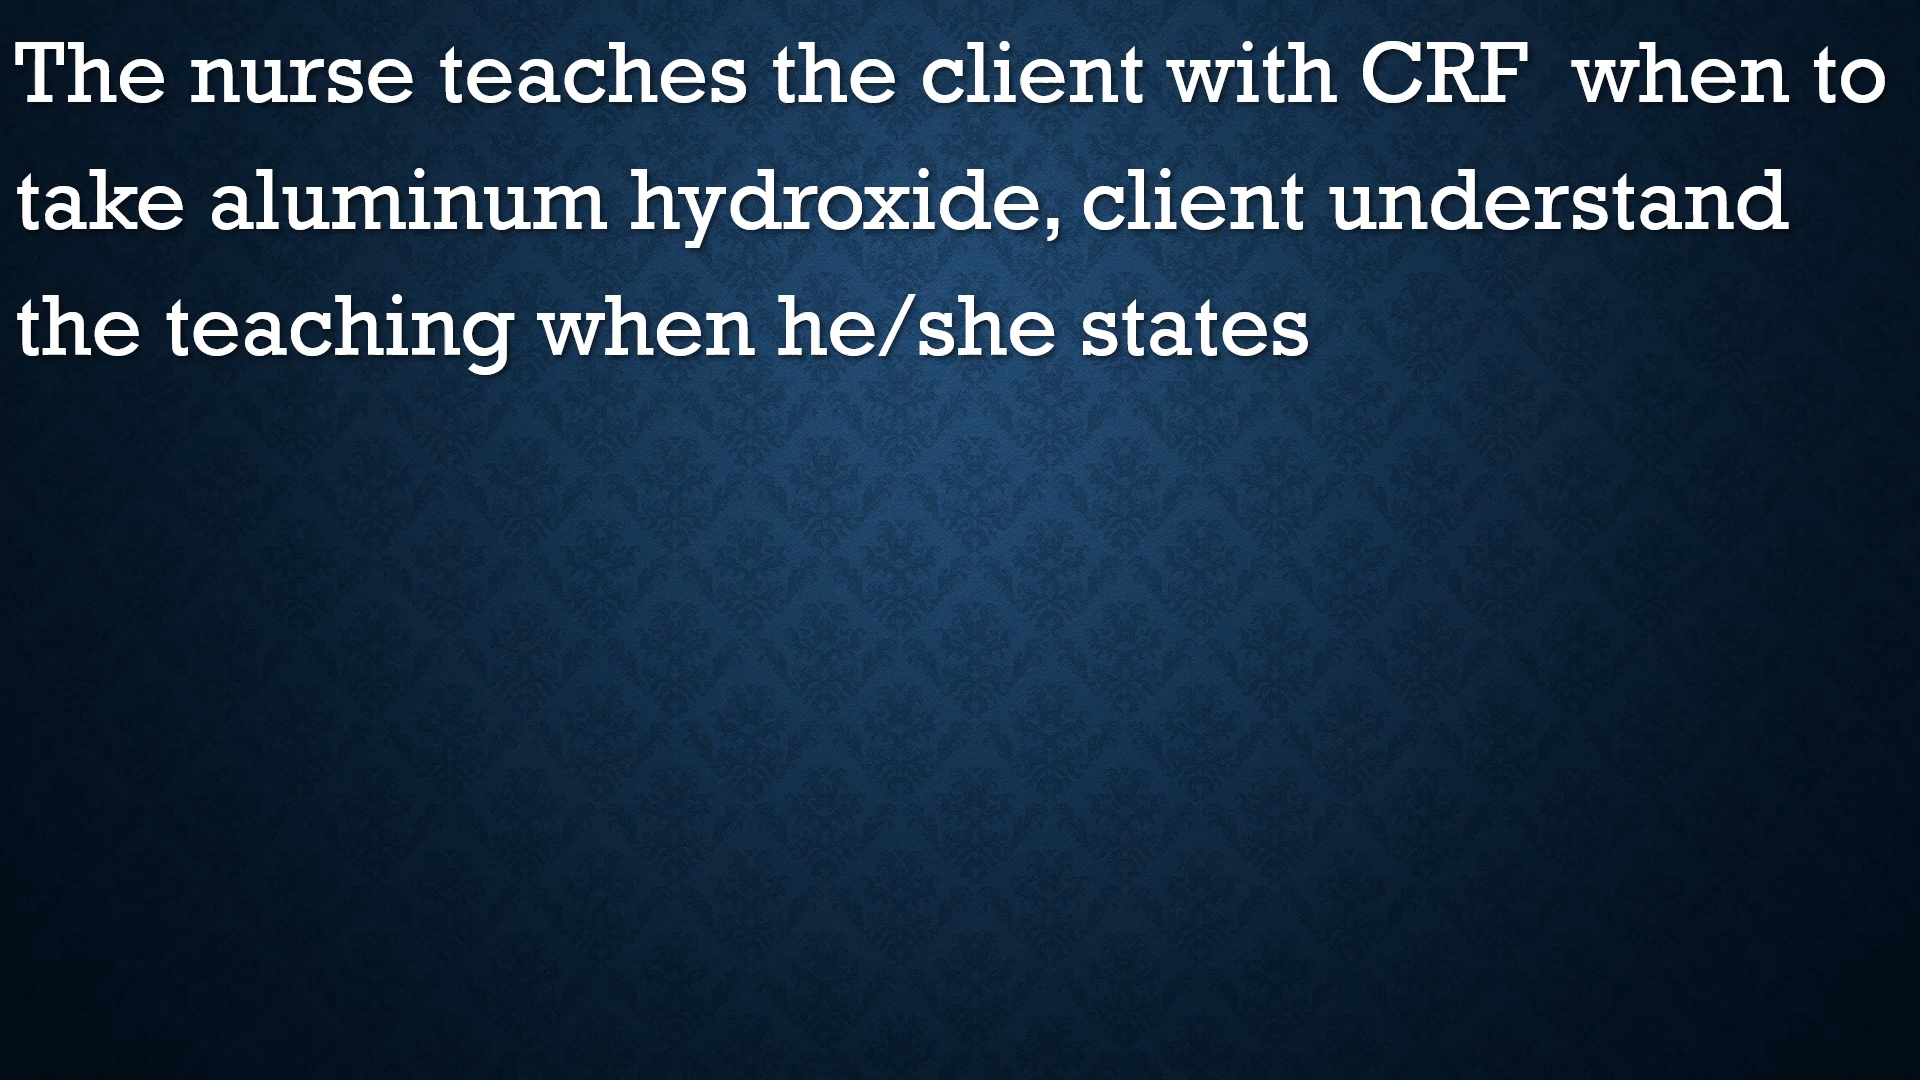 The nurse teaches the client with CRF  when to
take aluminum hydroxide, client understand
the teaching when he/she states